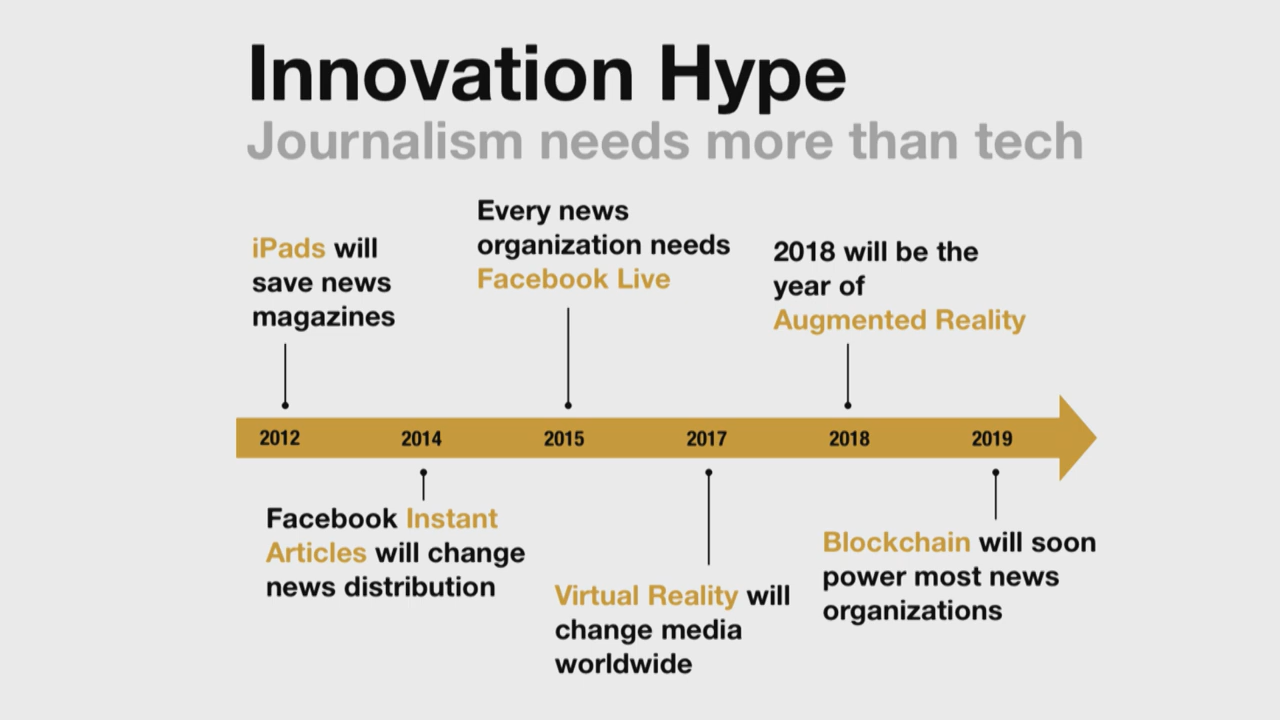 Innovation Hype
Journalism needs more than tech
iPads will
save news
magazines
Every news
organization needs
Facebook Live
2018 will be the
year of
Augmented Reality
2012 2014 2015 2017 2018 2019
Facebook Instant
Articles will change
news distribution
Virtual Reality will
change media
worldwide
Blockchain will soon
power most news
organizations